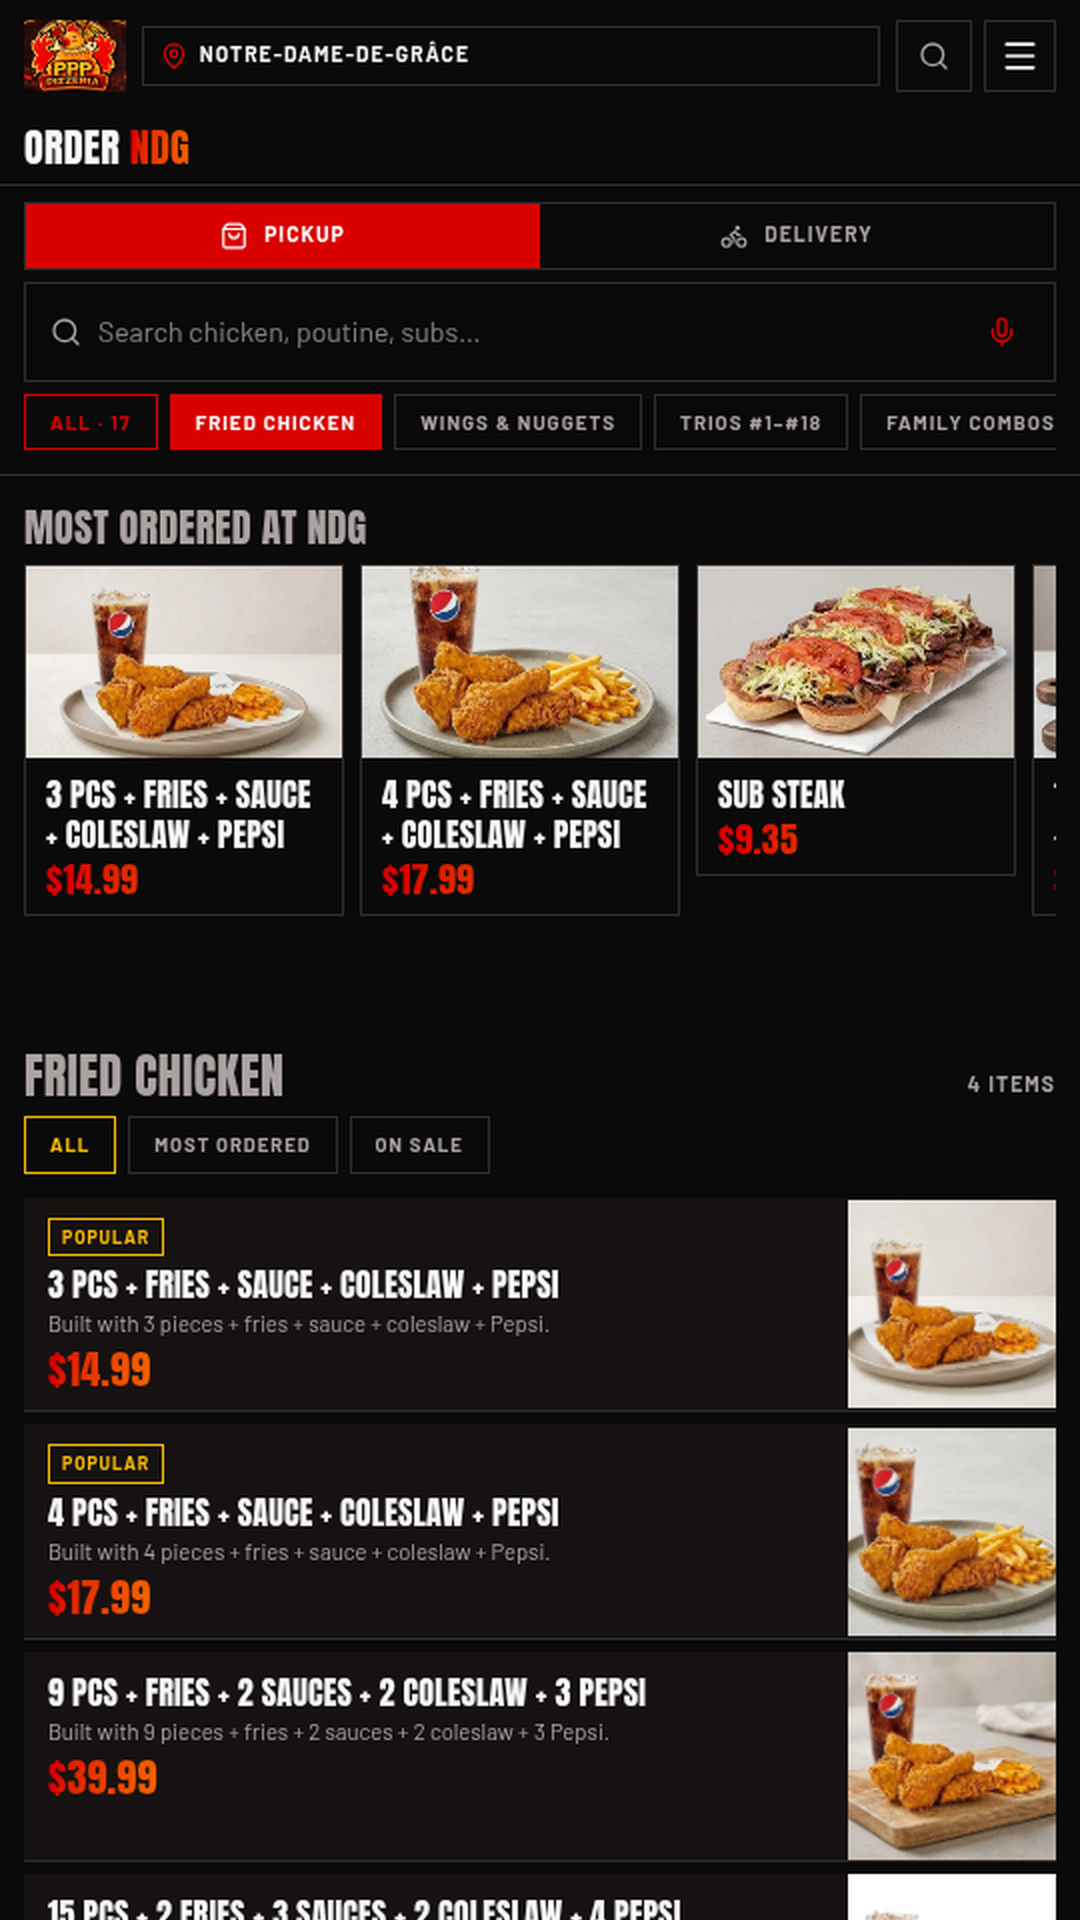 PPP
PIZZERIA
NOTRE-DAME-DE-GRÂCE
ORDER NDG
PICKUP
DELIVERY
Search chicken, poutine, subs...
ALL · 17
FRIED CHICKEN
WINGS & NUGGETS
TRIOS #1-#18
FAMILY COMBOS
MOST ORDERED AT NDG
3 PCS + FRIES + SAUCE
+ COLESLAW + PEPSI
$14.99
4 PCS + FRIES + SAUCE
+ COLESLAW + PEPSI
$17.99
SUB STEAK
$9.35
FRIED CHICKEN
4 ITEMS
ALL
MOST ORDERED
ON SALE
POPULAR
3 PCS + FRIES + SAUCE + COLESLAW + PEPSI
Built with 3 pieces + fries + sauce + coleslaw + Pepsi.
$14.99
POPULAR
4 PCS + FRIES + SAUCE + COLESLAW + PEPSI
Built with 4 pieces + fries + sauce + coleslaw + Pepsi.
$17.99
9 PCS + FRIES + 2 SAUCES + 2 COLESLAW + 3 PEPSI
Built with 9 pieces + fries + 2 sauces + 2 coleslaw + 3 Pepsi.
$39.99
15 PCS + 2 FRIES + 3 SAUCES + 2 COLESLAW + 4 PEPSI